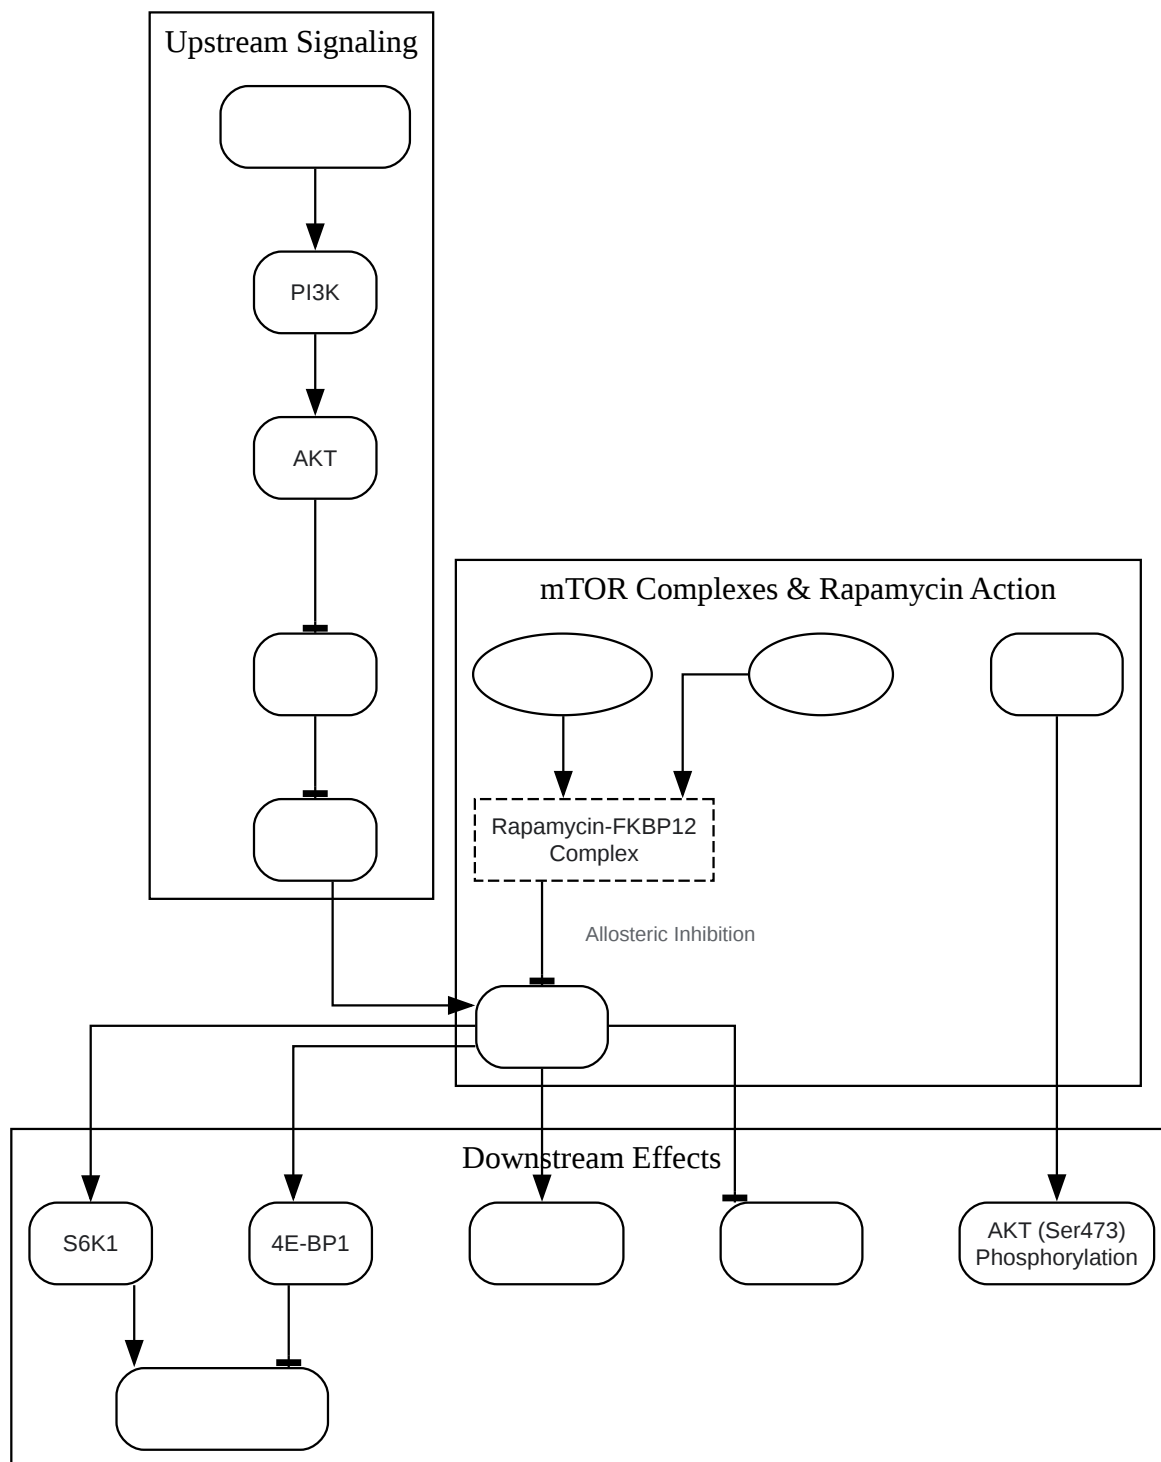 Upstream Signaling
PI3K
AKT
mTOR Complexes & Rapamycin Action
Rapamycin-FKBP12
Complex
Allosteric Inhibition
Downstream Effects
S6K1
4E-BP1
AKT (Ser473)
Phosphorylation